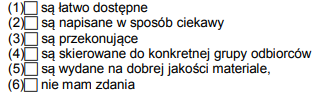 (1)☐ są łatwo dostępne
(2)☐ są napisane w sposób ciekawy
(3)☐ są przekonujące
(4)☐ są skierowane do konkretnej grupy odbiorców
(5)☐ są wydane na dobrej jakości materiale,
(6)☐ nie mam zdania